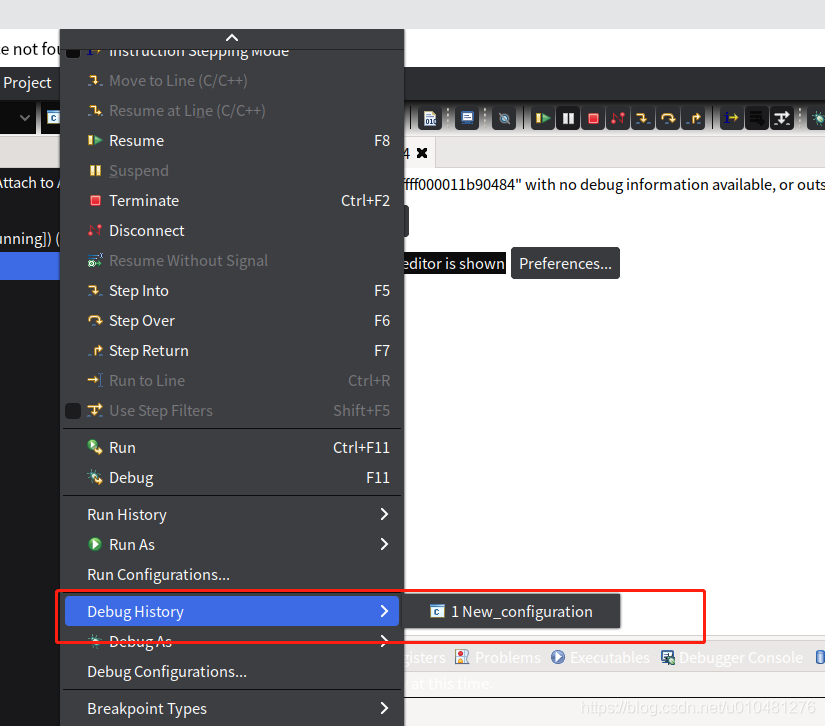 ce not fou
Instruction Stepping Mode
Project
Move to Line (C/C++)
Resume at Line (C/C++)
Resume F8
4
Suspend
Attach to A
fff000011b90484" with no debug information available, or outs
Terminate Ctrl+F2
Disconnect
unning]) (
Resume Without Signal
editor is shown
Preferences...
Step Into F5
Step Over F6
Step Return F7
Run to Line Ctrl+R
Use Step Filters Shift+F5
Run Ctrl+F11
Debug F11
Run History
Run As
Run Configurations...
Debug History
1 New_configuration
Debug As
egisters
Problems
Executables
Debugger Console
Debug Configurations...
at this time
Breakpoint Types
https://blog.csdn.net/u010481276